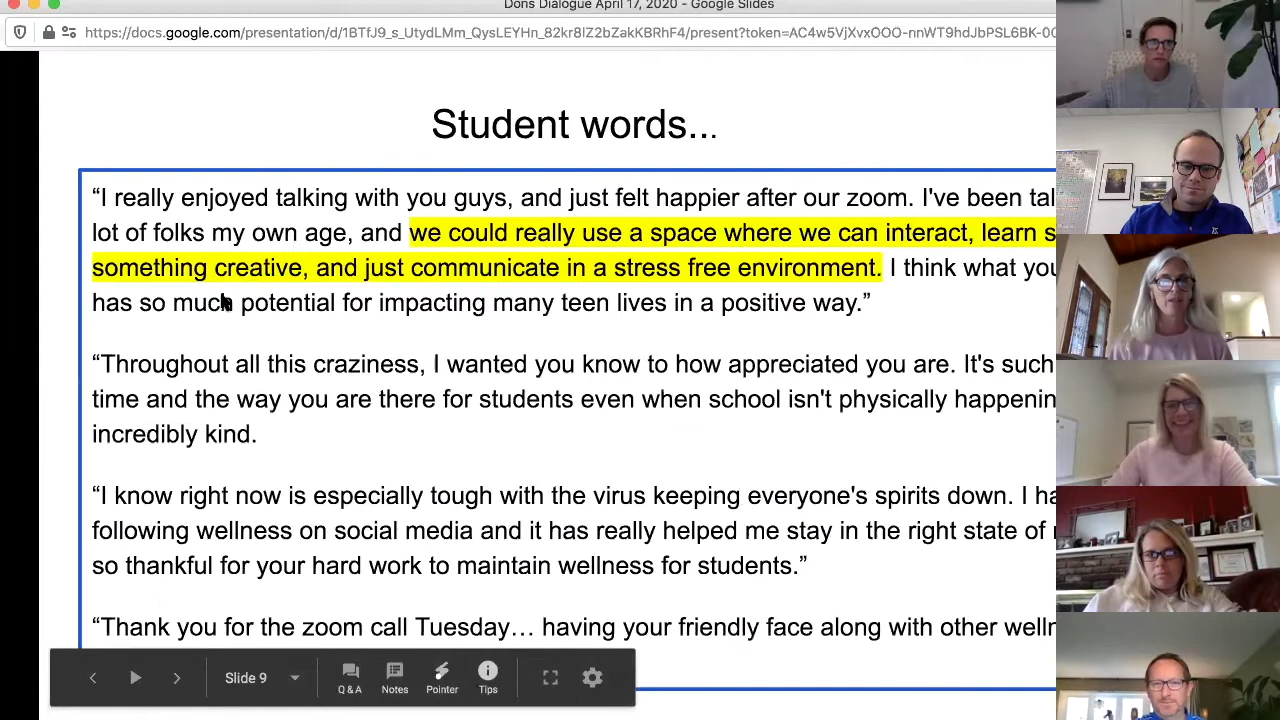 Dons Dialogue April 17, 2020 - Google Slides
https://docs.google.com/presentation/d/1BTfJ9_s_UtydLMm_QysLEYHn_82kr8lZ2bZakKBRhF4/present?token=AC4w5VjXvxOOO-nnWT9hdJbPSL6BK-0C
Student words...
“I really enjoyed talking with you guys, and just felt happier after our zoom. I've been tal
lot of folks my own age, and we could really use a space where we can interact, learn s
something creative, and just communicate in a stress free environment. I think what you
has so much potential for impacting many teen lives in a positive way.”
“Throughout all this craziness, I wanted you know to how appreciated you are. It's such
time and the way you are there for students even when school isn't physically happenin
incredibly kind.
“I know right now is especially tough with the virus keeping everyone's spirits down. I ha
following wellness on social media and it has really helped me stay in the right state of
so thankful for your hard work to maintain wellness for students.”
“Thank you for the zoom call Tuesday… having your friendly face along with other welln
Slide 9
Q & A
Notes
Pointer
Tips